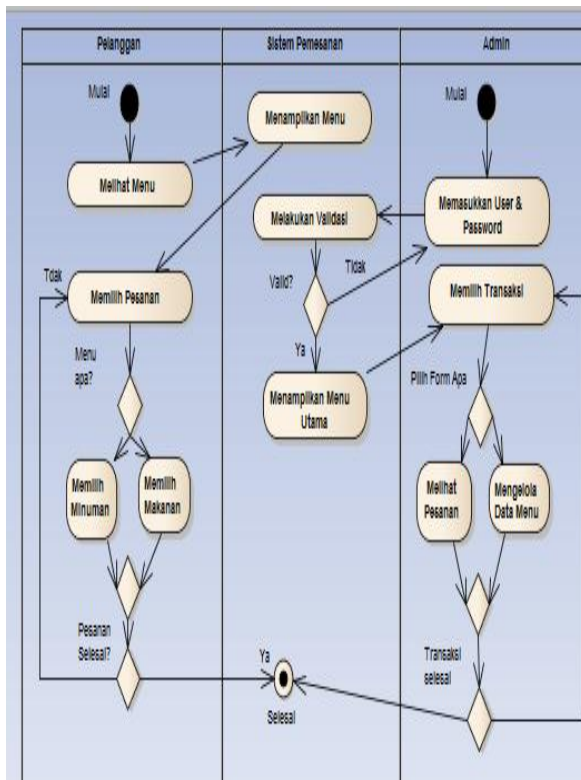 Pelanggan
Sistem Pemesanan
Admin
Mulai
Melihat Menu
Menampilkan Menu
Mulai
Memasukkan User &
Password
Melakukan Validasi
Valid?
Tidak
Ya
Menampilkan Menu
Utama
Tdak
Memilih Pesanan
Menu
apa?
Memilih
Minuman
Memilih
Makanan
Pesanan
Selesai?
Ya
Selesai
Memilih Transaksi
Pilih Form Apa
Melihat
Pesanan
Mengelola
Data Menu
Transaksi
selesai